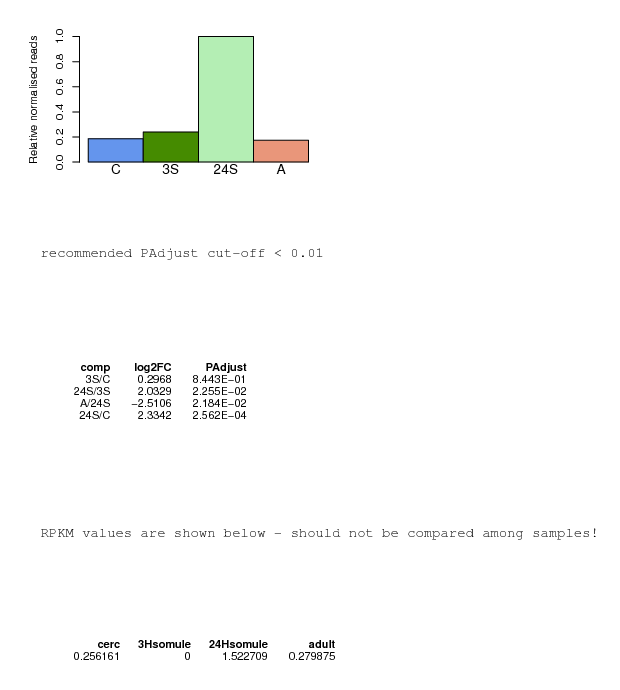 Relative normalised reads
1.0
0.8
0.6
0.4
0.2
0.0
C 3S 24S A
recommended PAdjust cut-off < 0.01
comp log2FC PAdjust
3S/C 0.2968 8.443E-01
24S/3S 2.0329 2.255E-02
A/24S -2.5106 2.184E-02
24S/C 2.3342 2.562E-04
RPKM values are shown below - should not be compared among samples!
cerc 3Hsomule 24Hsomule adult
0.256161 0 1.522709 0.279875